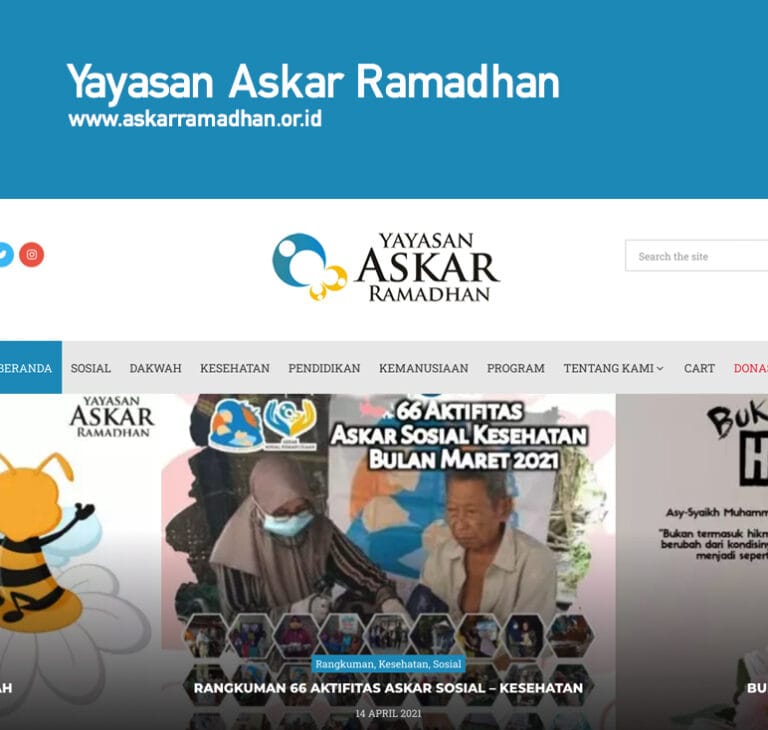 Yayasan Askar Ramadhan
www.askarramadhan.or.id
YAYASAN
ASKAR
RAMADHAN
Search the site
BERANDA SOSIAL DAKWAH KESEHATAN PENDIDIKAN KEMANUSIAAN PROGRAM TENTANG KAMI CART DONAS
YAYASAN
ASKAR
RAMADHAN
AH
66 AKTIFITAS
ASKAR SOSIAL KESEHATAN
BULAN MARET 2021
Rangkuman, Kesehatan, Sosial
RANGKUMAN 66 AKTIFITAS ASKAR SOSIAL – KESEHATAN
14 APRIL 2021
BUK
H
Asy-Syaikh Muhamm
"Bukan termasuk hikm
berubah dari kondisin
menjadi sepert
BU